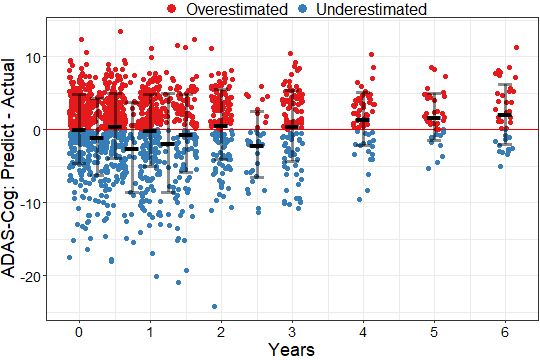 Overestimated Underestimated
ADAS-Cog: Predict - Actual
10
0
-10
-20
0 1 2 3 4 5 6
Years